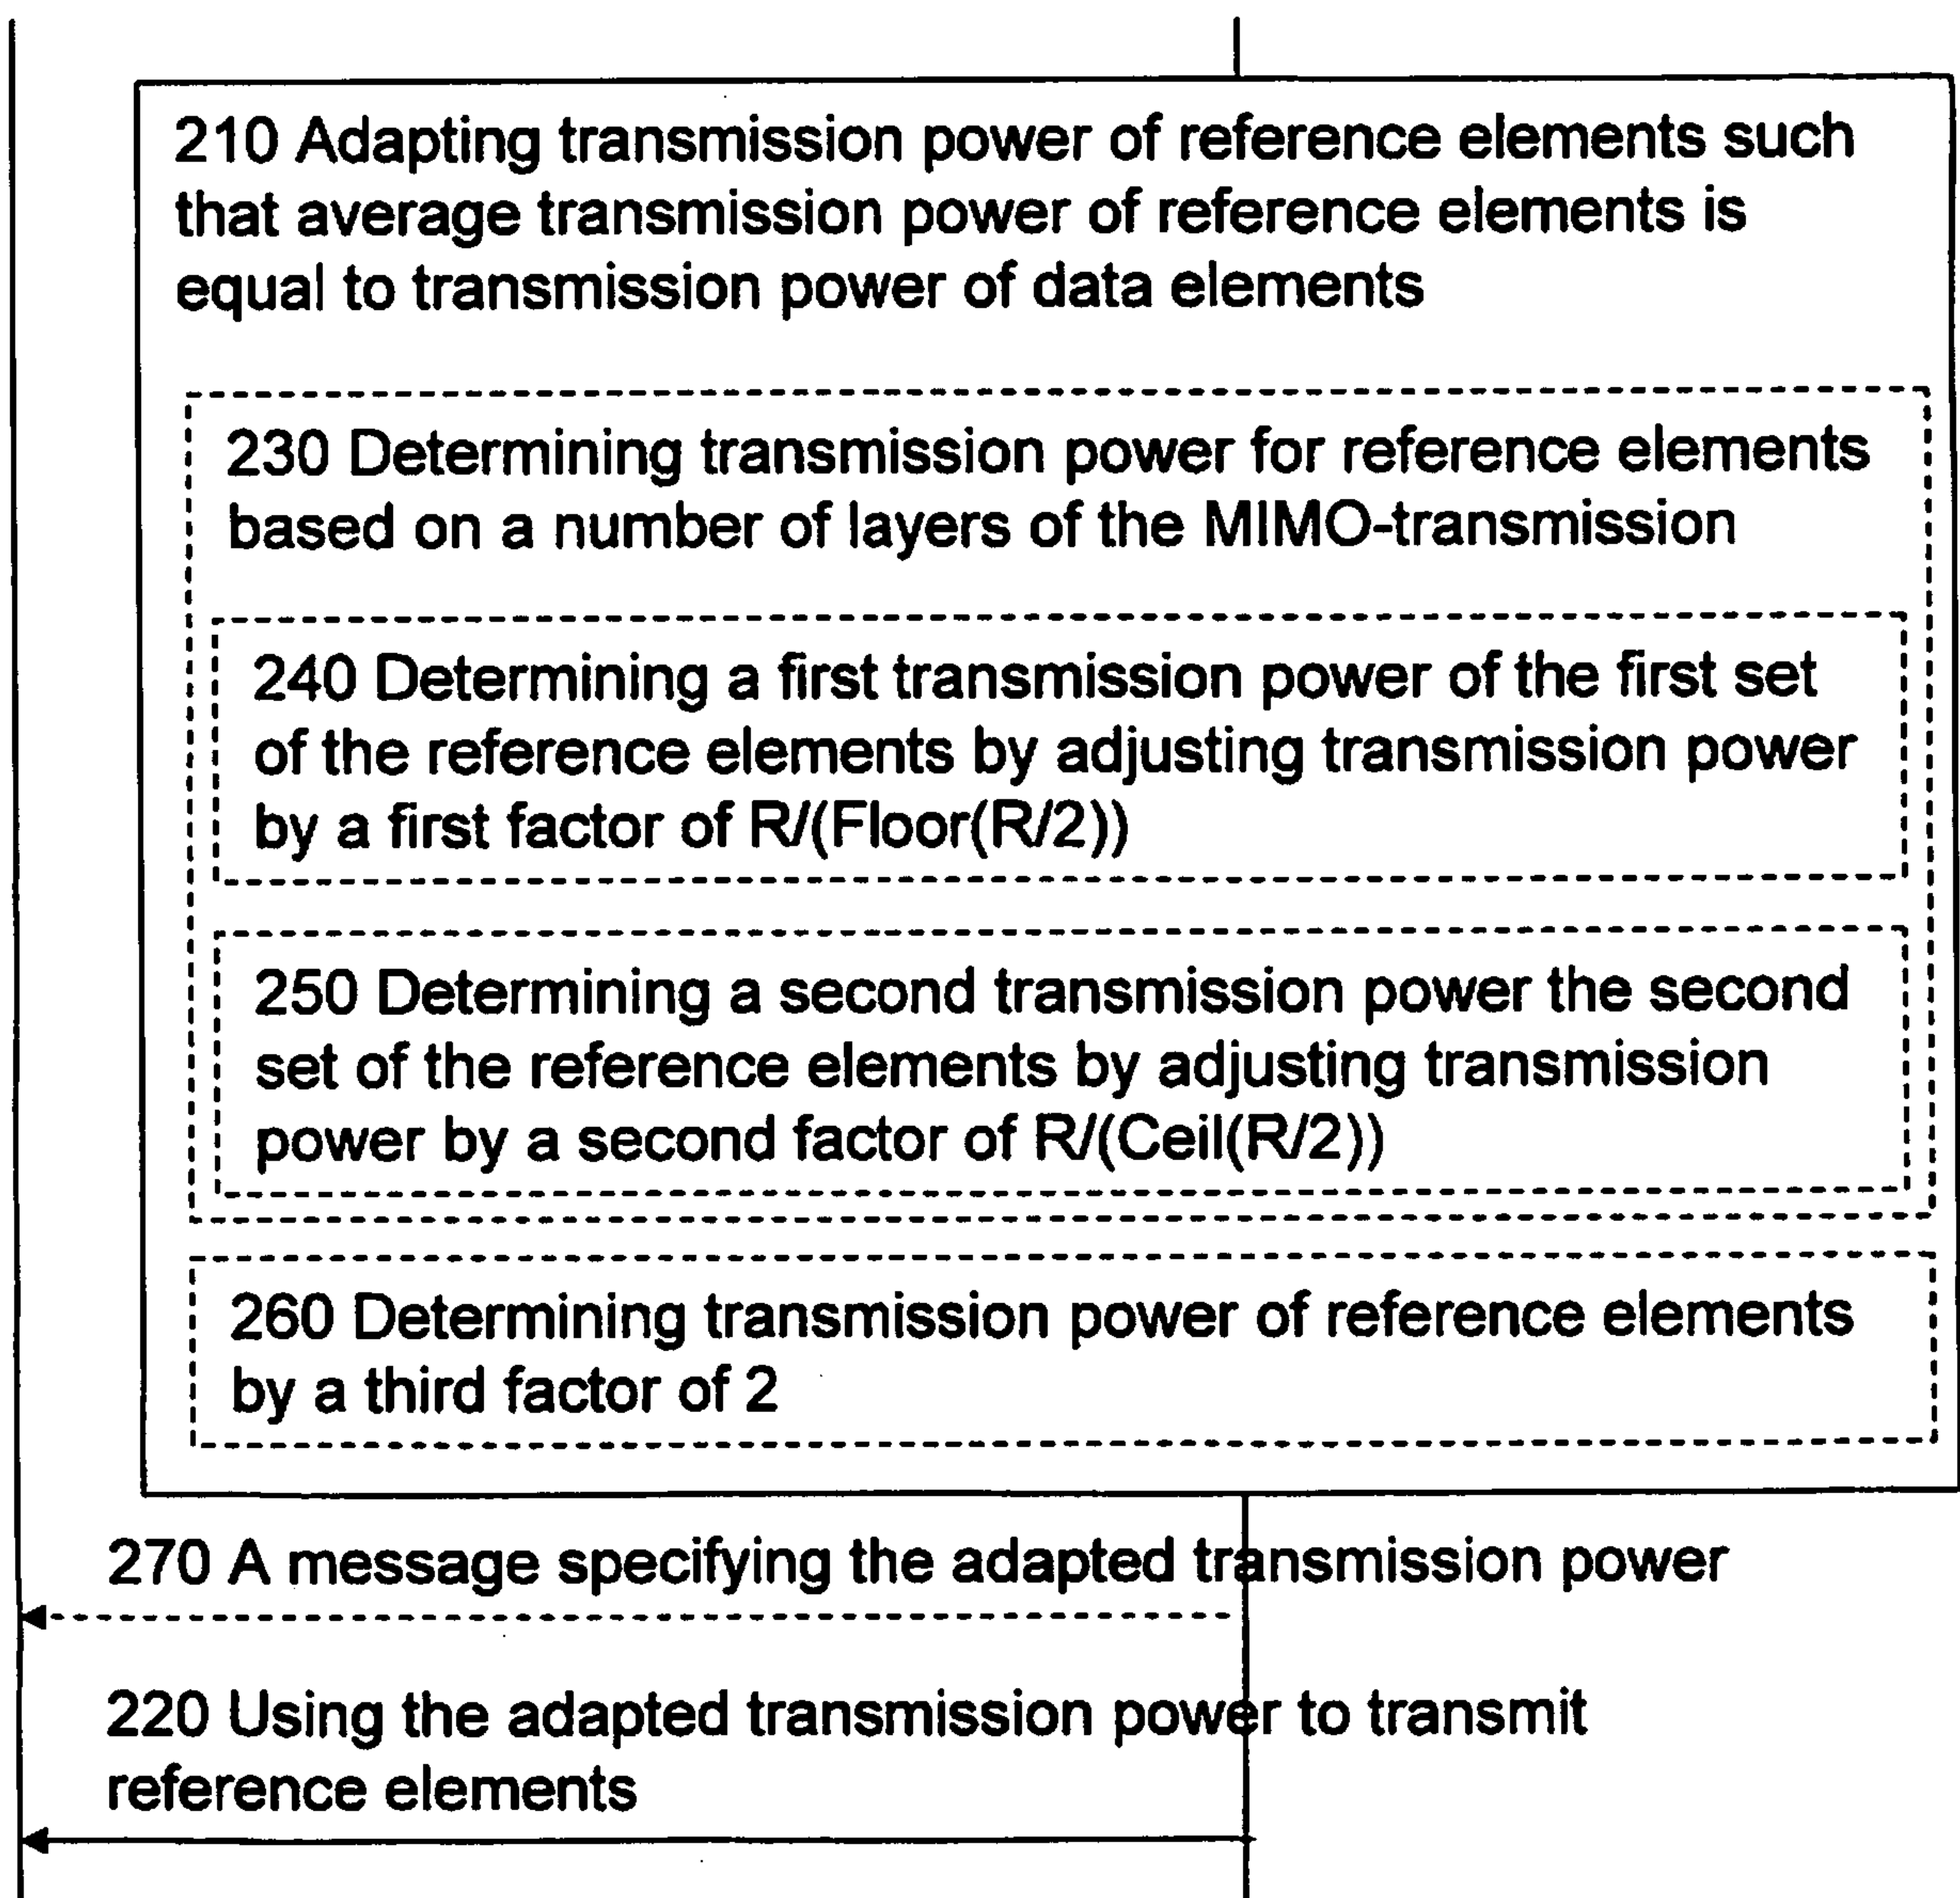 210 Adapting transmission power of reference elements such
that average transmission power of reference elements is
equal to transmission power of data elements
230 Determining transmission power for reference elements
based on a number of layers of the MIMO-transmission
240 Determining a first transmission power of the first set
of the reference elements by adjusting transmission power
by a first factor of R/(Floor(R/2))
250 Determining a second transmission power the second
set of the reference elements by adjusting transmission
power by a second factor of R/(Ceil(R/2))
260 Determining transmission power of reference elements
by a third factor of 2
270 A message specifying the adapted transmission power
220 Using the adapted transmission power to transmit
reference elements